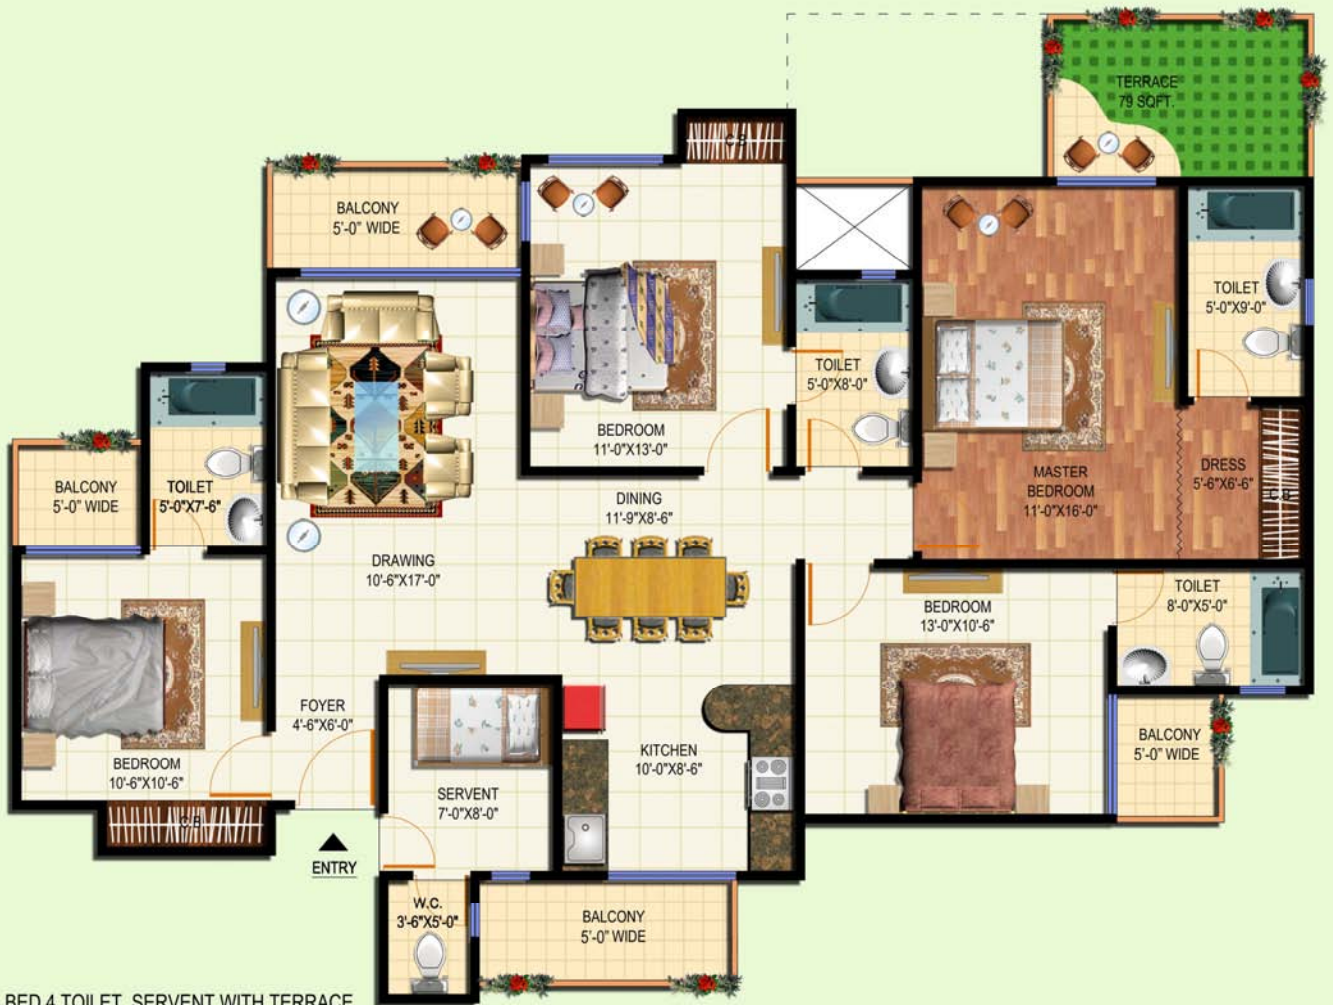 TERRACE
79 SQFT.
C.B
BALCONY
5'-0" WIDE
TOILET
5'-0"X9'-0"
TOILET
5'-0"X8'-0"
BEDROOM
11'-0"X13'-0"
MASTER
BEDROOM
11'-0"X16'-0"
DRESS
5'-6"X6'-6"
C.B
BALCONY
5'-0" WIDE
TOILET
5'-0"X7'-6"
DINING
11'-9"X8'-6"
DRAWING
10'-6"X17'-0"
BEDROOM
13'-0"X10'-6"
TOILET
8'-0"X5'-0"
FOYER
4'-6"X6'-0"
BEDROOM
10'-6"X10'-6"
C.B
KITCHEN
10'-0"X8'-6"
BALCONY
5'-0" WIDE
SERVENT
7'-0"X8'-0"
ENTRY
W.C.
3'-6"X5'-0"
BALCONY
5'-0" WIDE
BED 4 TOILET, SERVENT WITH TERRACE